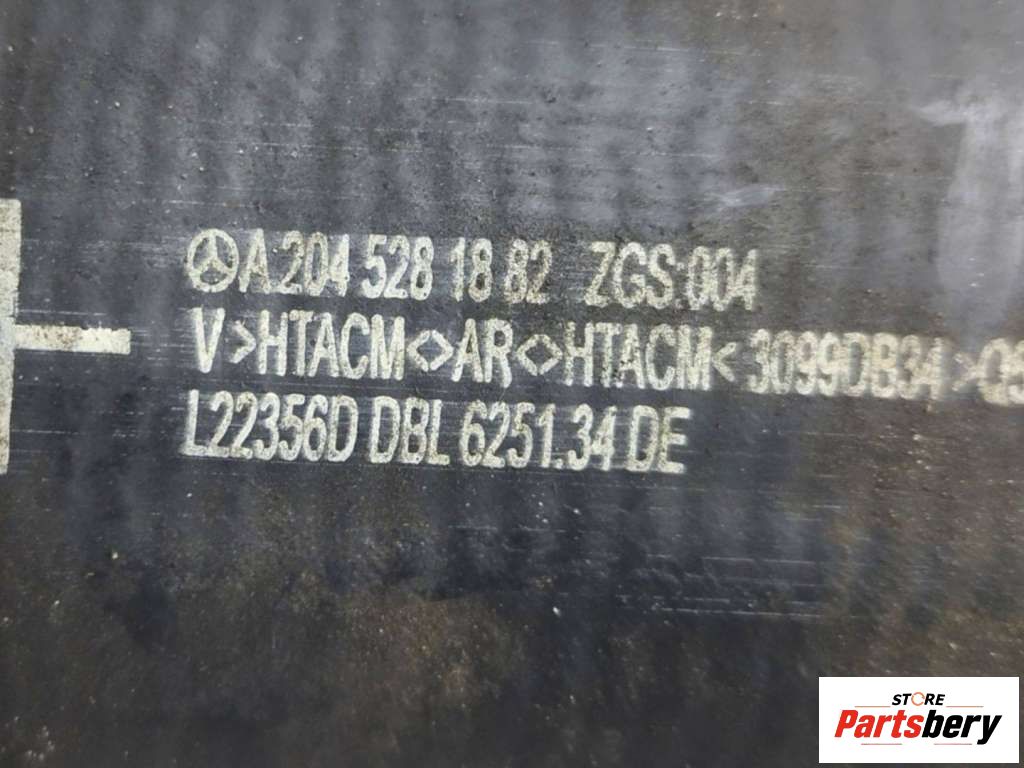 A 204 528 18 82 ZGS:004
V>HTACM<>AR<>HTACM<3099DB34>
L22356D DBL 6251.34 DE
STORE
Partsbery